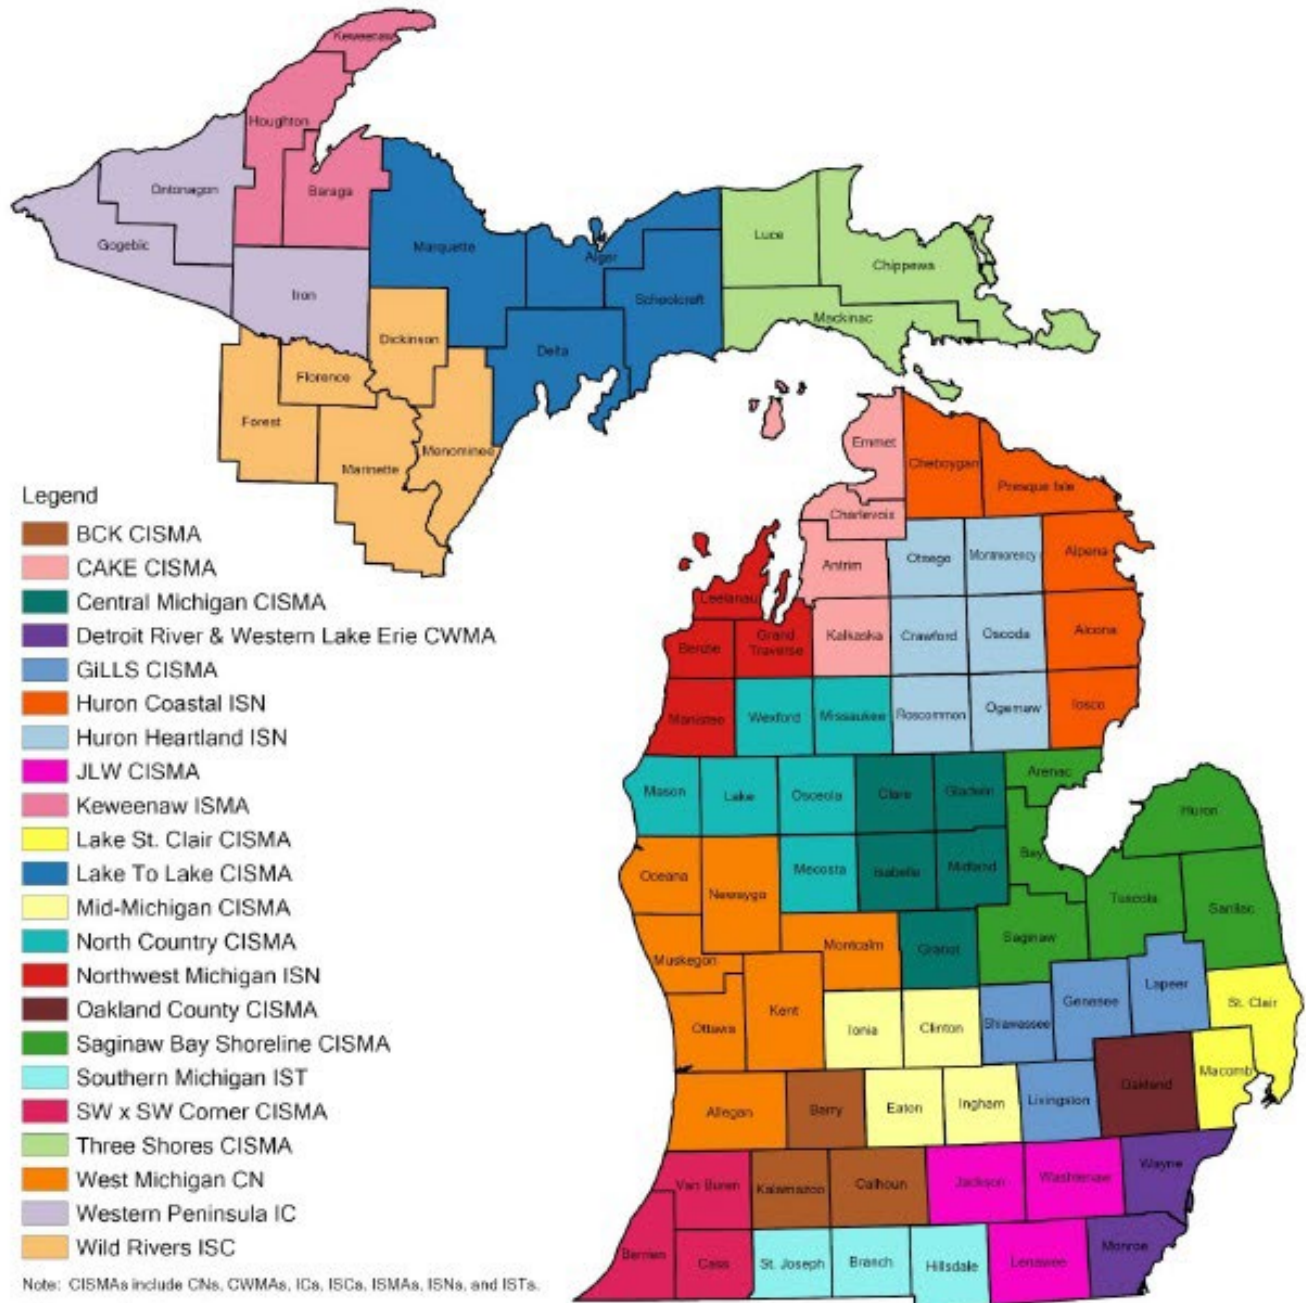 Keweenaw
Houghton
Ontonagon
Baraga
Gogebic
Marquette
Luce
Alger
Chippewa
Iron
Schoolcraft
Mackinac
Dickinson
Delta
Florence
Forest
Menominee
Marinette
Emmet
Cheboygan
Presque Isle
Charlevoix
Antrim
Otsego
Montmorency
Alpena
Leelanau
Benzie
Grand
Traverse
Kalkaska
Crawford
Oscoda
Alcona
Manistee
Wexford
Missaukee
Roscommon
Ogemaw
Iosco
Mason
Lake
Osceola
Clare
Gladwin
Arenac
Huron
Oceana
Newaygo
Mecosta
Isabella
Midland
Bay
Tuscola
Sanilac
Muskegon
Montcalm
Gratiot
Saginaw
Ottawa
Kent
Ionia
Clinton
Shiawassee
Genesee
Lapeer
St. Clair
Allegan
Barry
Eaton
Ingham
Livingston
Oakland
Macomb
Van Buren
Kalamazoo
Calhoun
Jackson
Washtenaw
Wayne
Berrien
Cass
St. Joseph
Branch
Hillsdale
Lenawee
Monroe
Legend
BCK CISMA
CAKE CISMA
Central Michigan CISMA
Detroit River & Western Lake Erie CWMA
GiLLS CISMA
Huron Coastal ISN
Huron Heartland ISN
JLW CISMA
Keweenaw ISMA
Lake St. Clair CISMA
Lake To Lake CISMA
Mid-Michigan CISMA
North Country CISMA
Northwest Michigan ISN
Oakland County CISMA
Saginaw Bay Shoreline CISMA
Southern Michigan IST
SW x SW Corner CISMA
Three Shores CISMA
West Michigan CN
Western Peninsula IC
Wild Rivers ISC
Note: CISMAs include CNs, CWMAs, ICs, ISCs, ISMAs, ISNs, and ISTs.